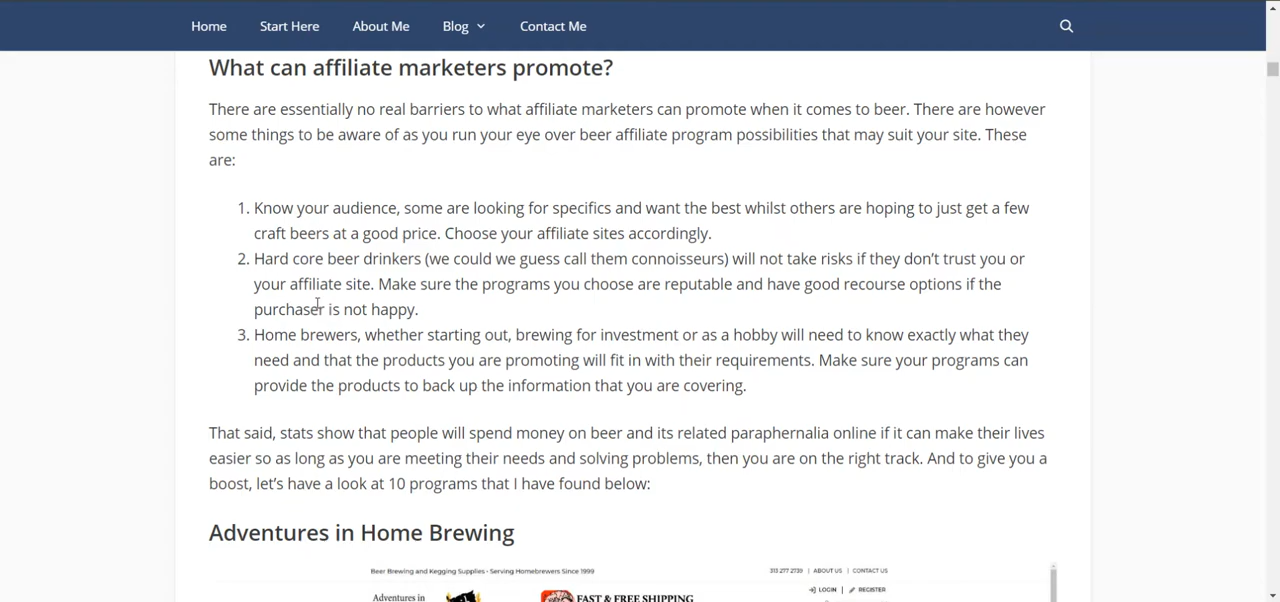 Home Start Here About Me Blog Contact Me
What can affiliate marketers promote?
There are essentially no real barriers to what affiliate marketers can promote when it comes to beer. There are however
some things to be aware of as you run your eye over beer affiliate program possibilities that may suit your site. These
are:
1. Know your audience, some are looking for specifics and want the best whilst others are hoping to just get a few
craft beers at a good price. Choose your affiliate sites accordingly.
2. Hard core beer drinkers (we could we guess call them connoisseurs) will not take risks if they don’t trust you or
your affiliate site. Make sure the programs you choose are reputable and have good recourse options if the
purchaser is not happy.
3. Home brewers, whether starting out, brewing for investment or as a hobby will need to know exactly what they
need and that the products you are promoting will fit in with their requirements. Make sure your programs can
provide the products to back up the information that you are covering.
That said, stats show that people will spend money on beer and its related paraphernalia online if it can make their lives
easier so as long as you are meeting their needs and solving problems, then you are on the right track. And to give you a
boost, let’s have a look at 10 programs that I have found below:
Adventures in Home Brewing
Beer Brewing and Kegging Supplies - Serving Homebrewers Since 1999 313 277 2739 | ABOUT US | CONTACT US
LOGIN | REGISTER
Adventures in FAST & FREE SHIPPING